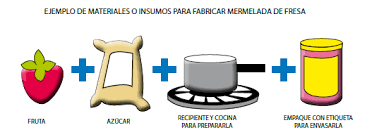 EJEMPLO DE MATERIALES O INSUMOS PARA FABRICAR MERMELADA DE FRESA
FRUTA
AZÚCAR
RECIPIENTE Y COCINA
PARA PREPARARLA
EMPAQUE CON ETIQUETA
PARA ENVASARLA